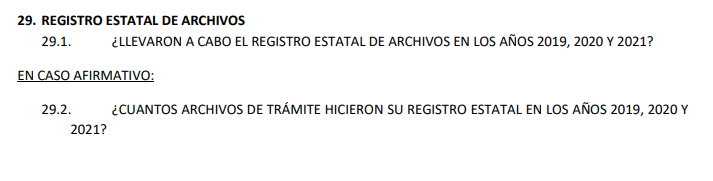 29. REGISTRO ESTATAL DE ARCHIVOS
29.1. ¿LLEVARON A CABO EL REGISTRO ESTATAL DE ARCHIVOS EN LOS AÑOS 2019, 2020 Y 2021?
EN CASO AFIRMATIVO:
29.2. ¿CUANTOS ARCHIVOS DE TRÁMITE HICIERON SU REGISTRO ESTATAL EN LOS AÑOS 2019, 2020 Y
2021?